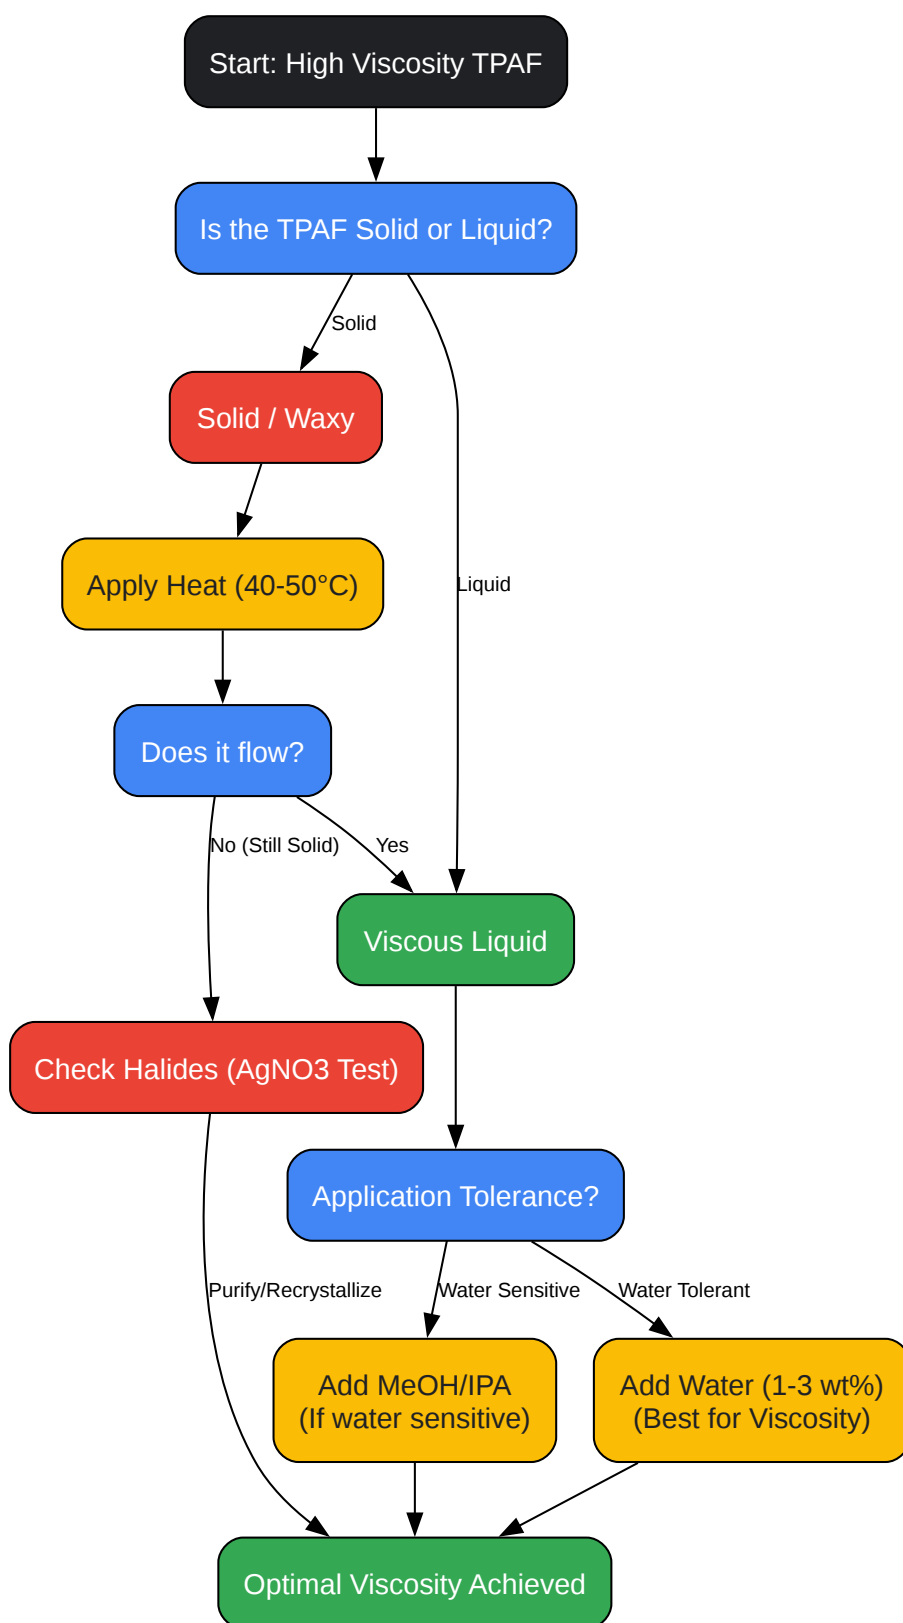 Start: High Viscosity TPAF
Is the TPAF Solid or Liquid?
Solid
Solid / Waxy
Apply Heat (40-50°C)
Liquid
Does it flow?
No (Still Solid)
Yes
Viscous Liquid
Check Halides (AgNO3 Test)
Application Tolerance?
Purify/Recrystallize
Water Sensitive
Water Tolerant
Add MeOH/IPA
(If water sensitive)
Add Water (1-3 wt%)
(Best for Viscosity)
Optimal Viscosity Achieved